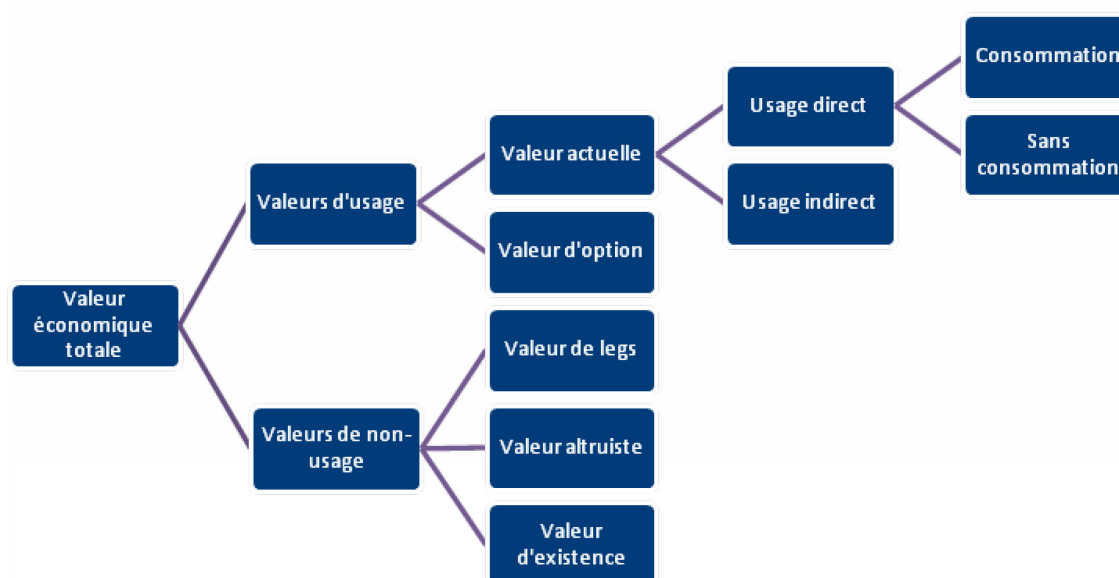 Consommation
Usage direct
Sans
consommation
Valeur actuelle
Valeurs d'usage
Usage indirect
Valeur d'option
Valeur
économique
totale
Valeur de legs
Valeurs de non-
usage
Valeur altruiste
Valeur
d'existence